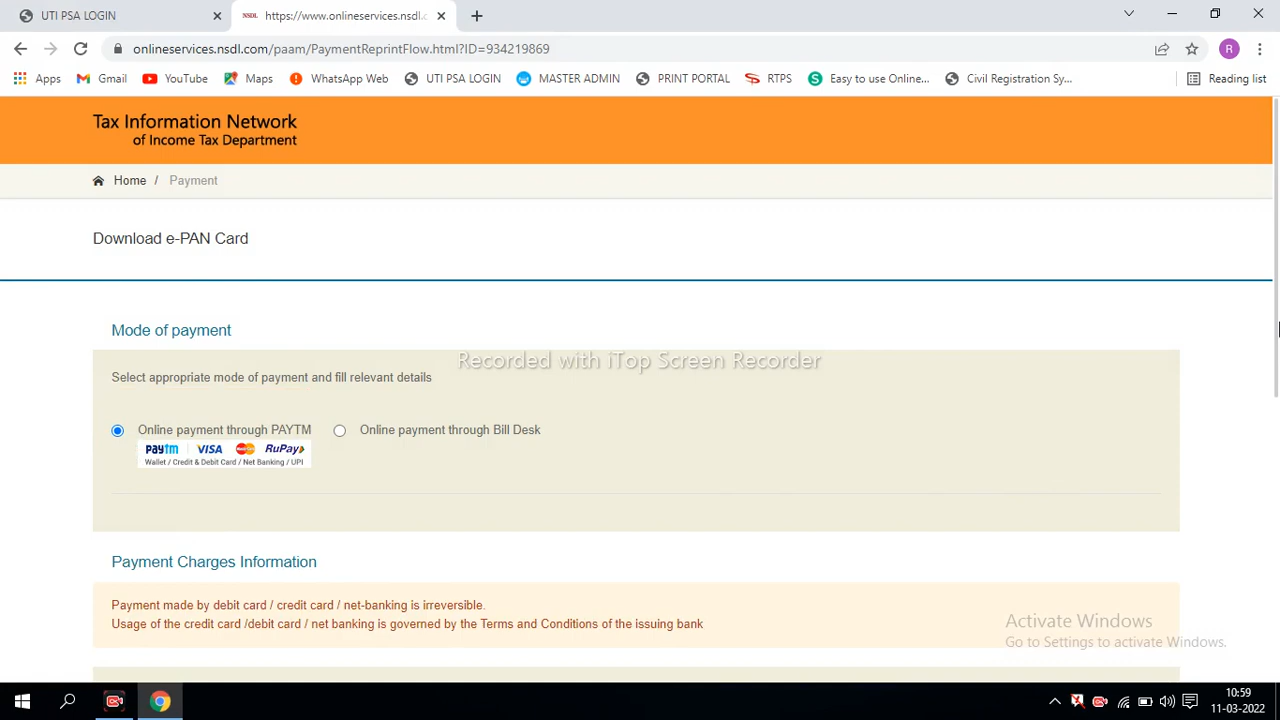 UTI PSA LOGIN
NSDL https://www.onlineservices.nsdl.c
onlineservices.nsdl.com/paam/PaymentReprintFlow.html?ID=934219869
R
Apps Gmail YouTube Maps WhatsApp Web UTI PSA LOGIN MASTER ADMIN PRINT PORTAL RTPS Easy to use Online... Civil Registration Sy... Reading list
Tax Information Network
of Income Tax Department
Home / Payment
Download e-PAN Card
Mode of payment
Recorded with iTop Screen Recorder
Select appropriate mode of payment and fill relevant details
Online payment through PAYTM Online payment through Bill Desk
paytm VISA RuPay
Wallet / Credit & Debit Card / Net Banking / UPI
Payment Charges Information
Payment made by debit card / credit card / net-banking is irreversible.
Usage of the credit card /debit card / net banking is governed by the Terms and Conditions of the issuing bank
Activate Windows
Go to Settings to activate Windows.
10:59
11-03-2022